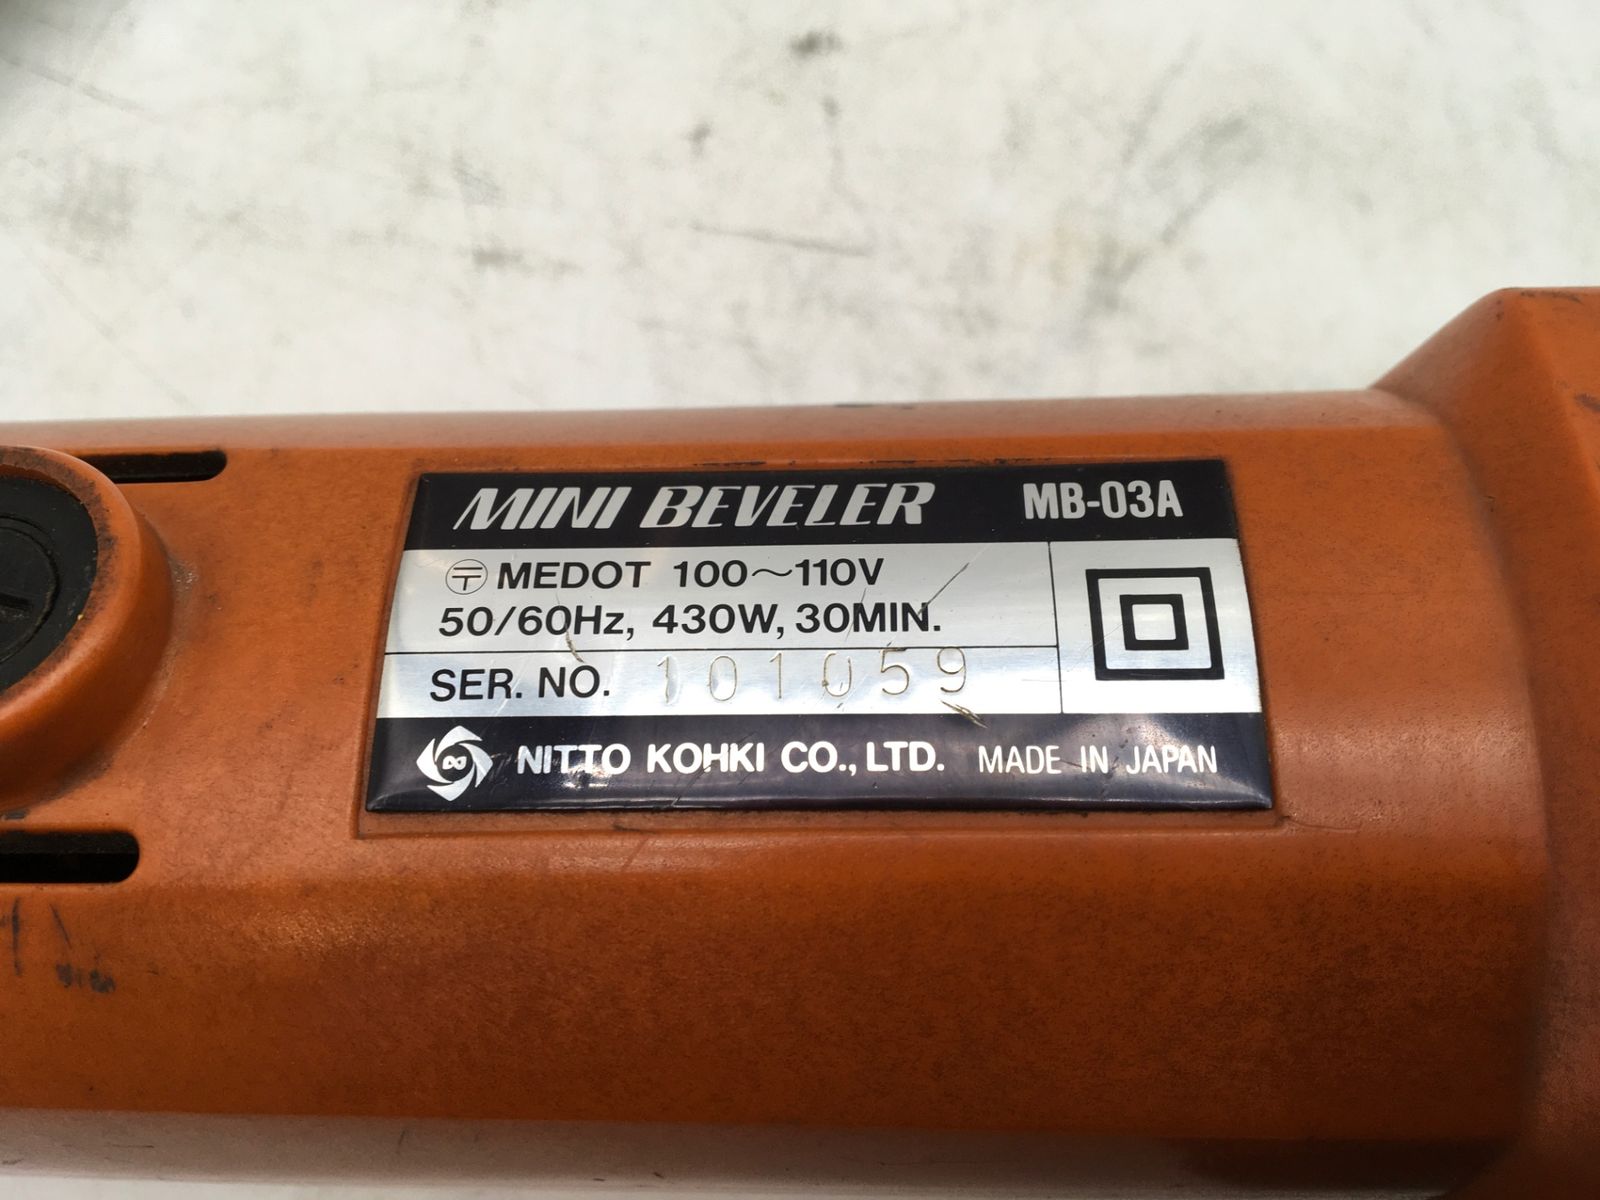 MINI BEVELER MB-03A
〶 MEDOT 100～110V
50/60Hz, 430W, 30MIN.
SER. NO. 101059
NITTO KOHKI CO., LTD. MADE IN JAPAN